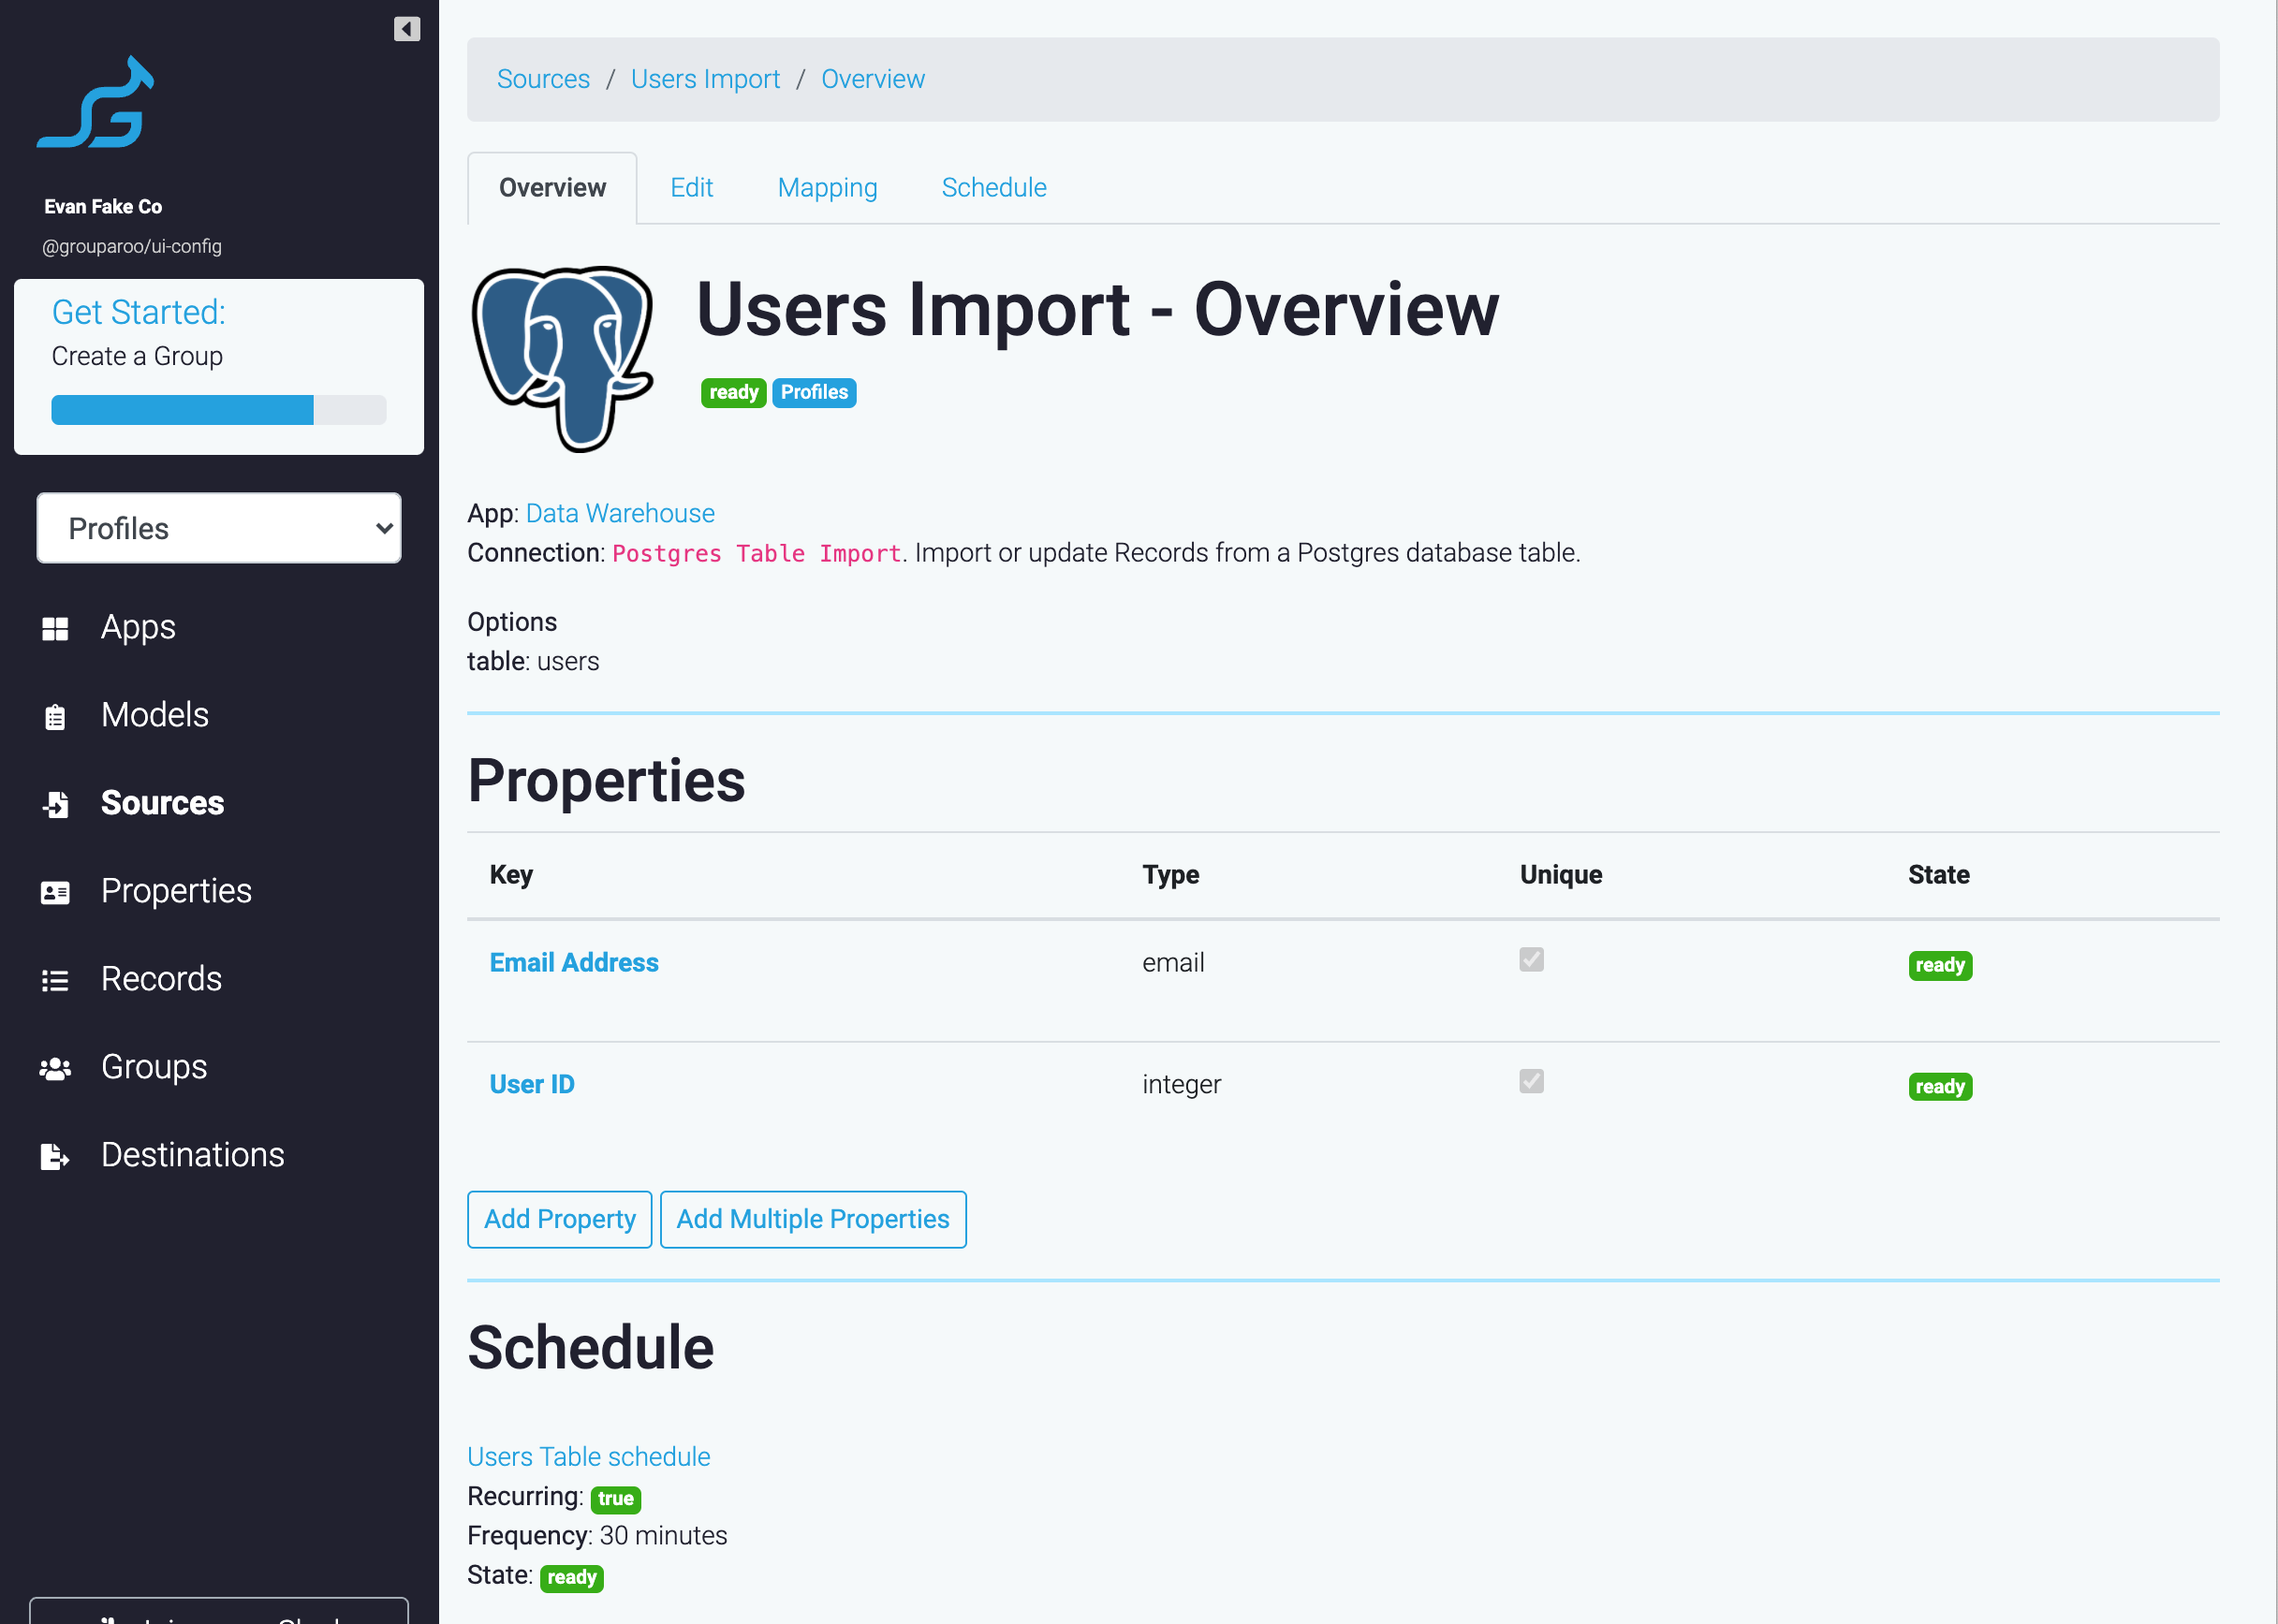 Evan Fake Co
@grouparoo/ui-config
Get Started:
Create a Group
Profiles
Apps
Models
Sources
Properties
Records
Groups
Destinations
Sources / Users Import / Overview
Overview Edit Mapping Schedule
Users Import - Overview
ready Profiles
App: Data Warehouse
Connection: Postgres Table Import. Import or update Records from a Postgres database table.
Options
table: users
Properties
Key Type Unique State
Email Address email ready
User ID integer ready
Add Property Add Multiple Properties
Schedule
Users Table schedule
Recurring: true
Frequency: 30 minutes
State: ready